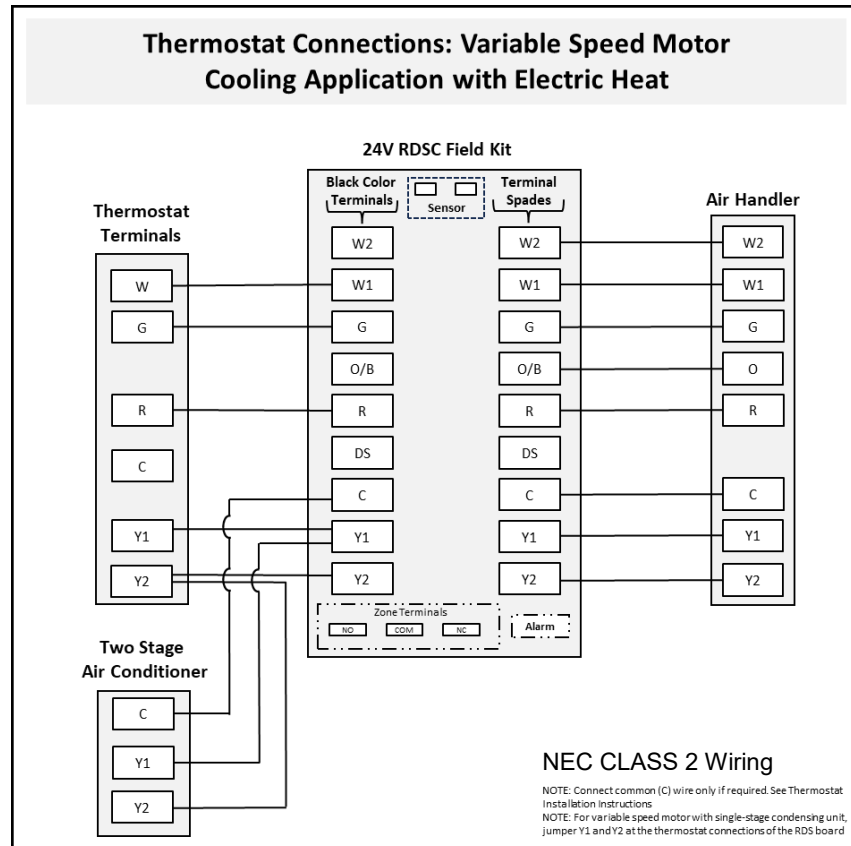 Thermostat Connections: Variable Speed Motor
Cooling Application with Electric Heat
24V RDSC Field Kit
Black Color
Terminals
Sensor
Terminal
Spades
Thermostat
Terminals
Air Handler
W
G
R
C
Y1
Y2
W2
W1
G
O/B
R
DS
C
Y1
Y2
W2
W1
G
O/B
R
DS
C
Y1
Y2
W2
W1
G
O
R
C
Y1
Y2
Zone Terminals
NO
COM
NC
Alarm
Two Stage
Air Conditioner
C
Y1
Y2
NEC CLASS 2 Wiring
NOTE: Connect common (C) wire only if required. See Thermostat
Installation Instructions
NOTE: For variable speed motor with single-stage condensing unit,
jumper Y1 and Y2 at the thermostat connections of the RDS board